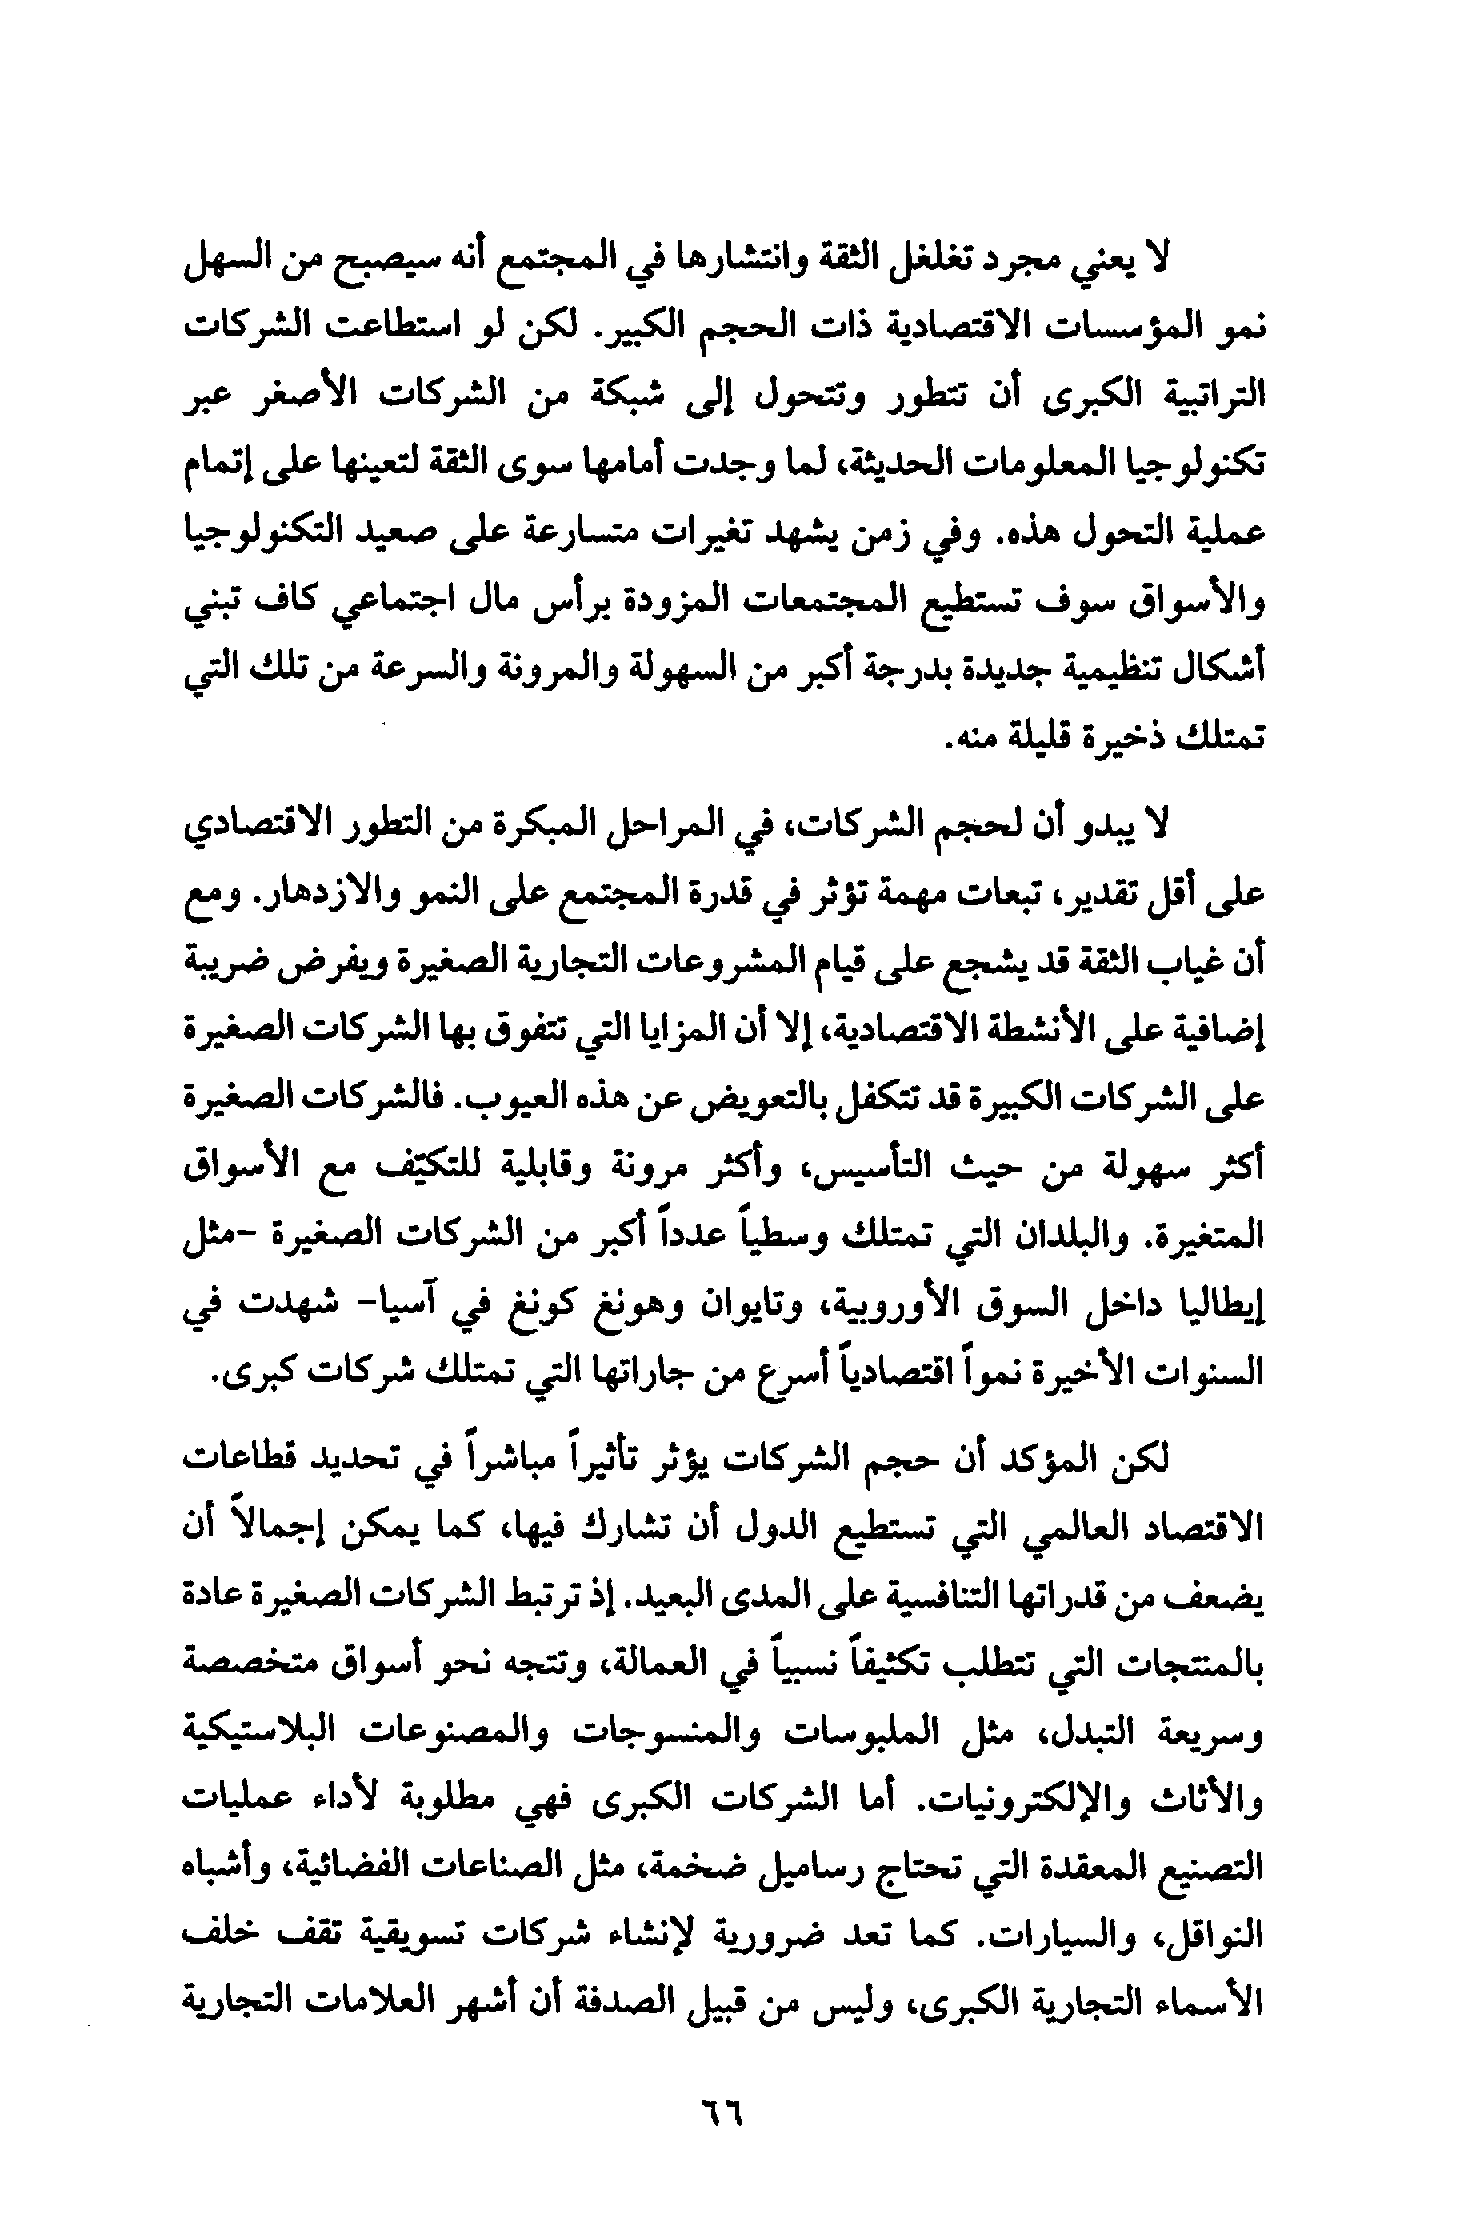 لا يعني مجرد تغلغل الثقة وانتشارها في المجتمع أنه سيصبح من السهل
نمو المؤسسات الاقتصادية ذات الحجم الكبير. لكن لو استطاعت الشركات
التراتبية الكبرى أن تتطور وتتحول إلى شبكة من الشركات الأصغر عبر
تكنولوجيا المعلومات الحديثة، لما وجدت أمامها سوى الثقة لتعينها على إتمام
عملية التحول هذه. وفي زمن يشهد تغيرات متسارعة على صعيد التكنولوجيا
والأسواق سوف تستطيع المجتمعات المزودة برأس مال اجتماعي كاف تبني
أشكال تنظيمية جديدة بدرجة أكبر من السهولة والمرونة والسرعة من تلك التي
تمتلك ذخيرة قليلة منه.
لا يبدو أن لحجم الشركات، في المراحل المبكرة من التطور الاقتصادي
على أقل تقدير، تبعات مهمة تؤثر في قدرة المجتمع على النمو والازدهار. ومع
أن غياب الثقة قد يشجع على قيام المشروعات التجارية الصغيرة ويفرض ضريبة
إضافية على الأنشطة الاقتصادية، إلا أن المزايا التي تتفوق بها الشركات الصغيرة
على الشركات الكبيرة قد تتكفل بالتعويض عن هذه العيوب. فالشركات الصغيرة
أكثر سهولة من حيث التأسيس، وأكثر مرونة وقابلية للتكيّف مع الأسواق
المتغيرة. والبلدان التي تمتلك وسطياً عدداً أكبر من الشركات الصغيرة -مثل
إيطاليا داخل السوق الأوروبية، وتايوان وهونغ كونغ في آسيا- شهدت في
السنوات الأخيرة نمواً اقتصادياً أسرع من جاراتها التي تمتلك شركات كبرى.
لكن المؤكد أن حجم الشركات يؤثر تأثيراً مباشراً في تحديد قطاعات
الاقتصاد العالمي التي تستطيع الدول أن تشارك فيها، كما يمكن إجمالاً أن
يضعف من قدراتها التنافسية على المدى البعيد. إذ ترتبط الشركات الصغيرة عادة
بالمنتجات التي تتطلب تكثيفاً نسبياً في العمالة، وتتجه نحو أسواق متخصصة
وسريعة التبدل، مثل الملبوسات والمنسوجات والمصنوعات البلاستيكية
والأثاث والإلكترونيات. أما الشركات الكبرى فهي مطلوبة لأداء عمليات
التصنيع المعقدة التي تحتاج رساميل ضخمة، مثل الصناعات الفضائية، وأشباه
النواقل، والسيارات. كما تعد ضرورية لإنشاء شركات تسويقية تقف خلف
الأسماء التجارية الكبرى، وليس من قبيل الصدفة أن أشهر العلامات التجارية
٦٦